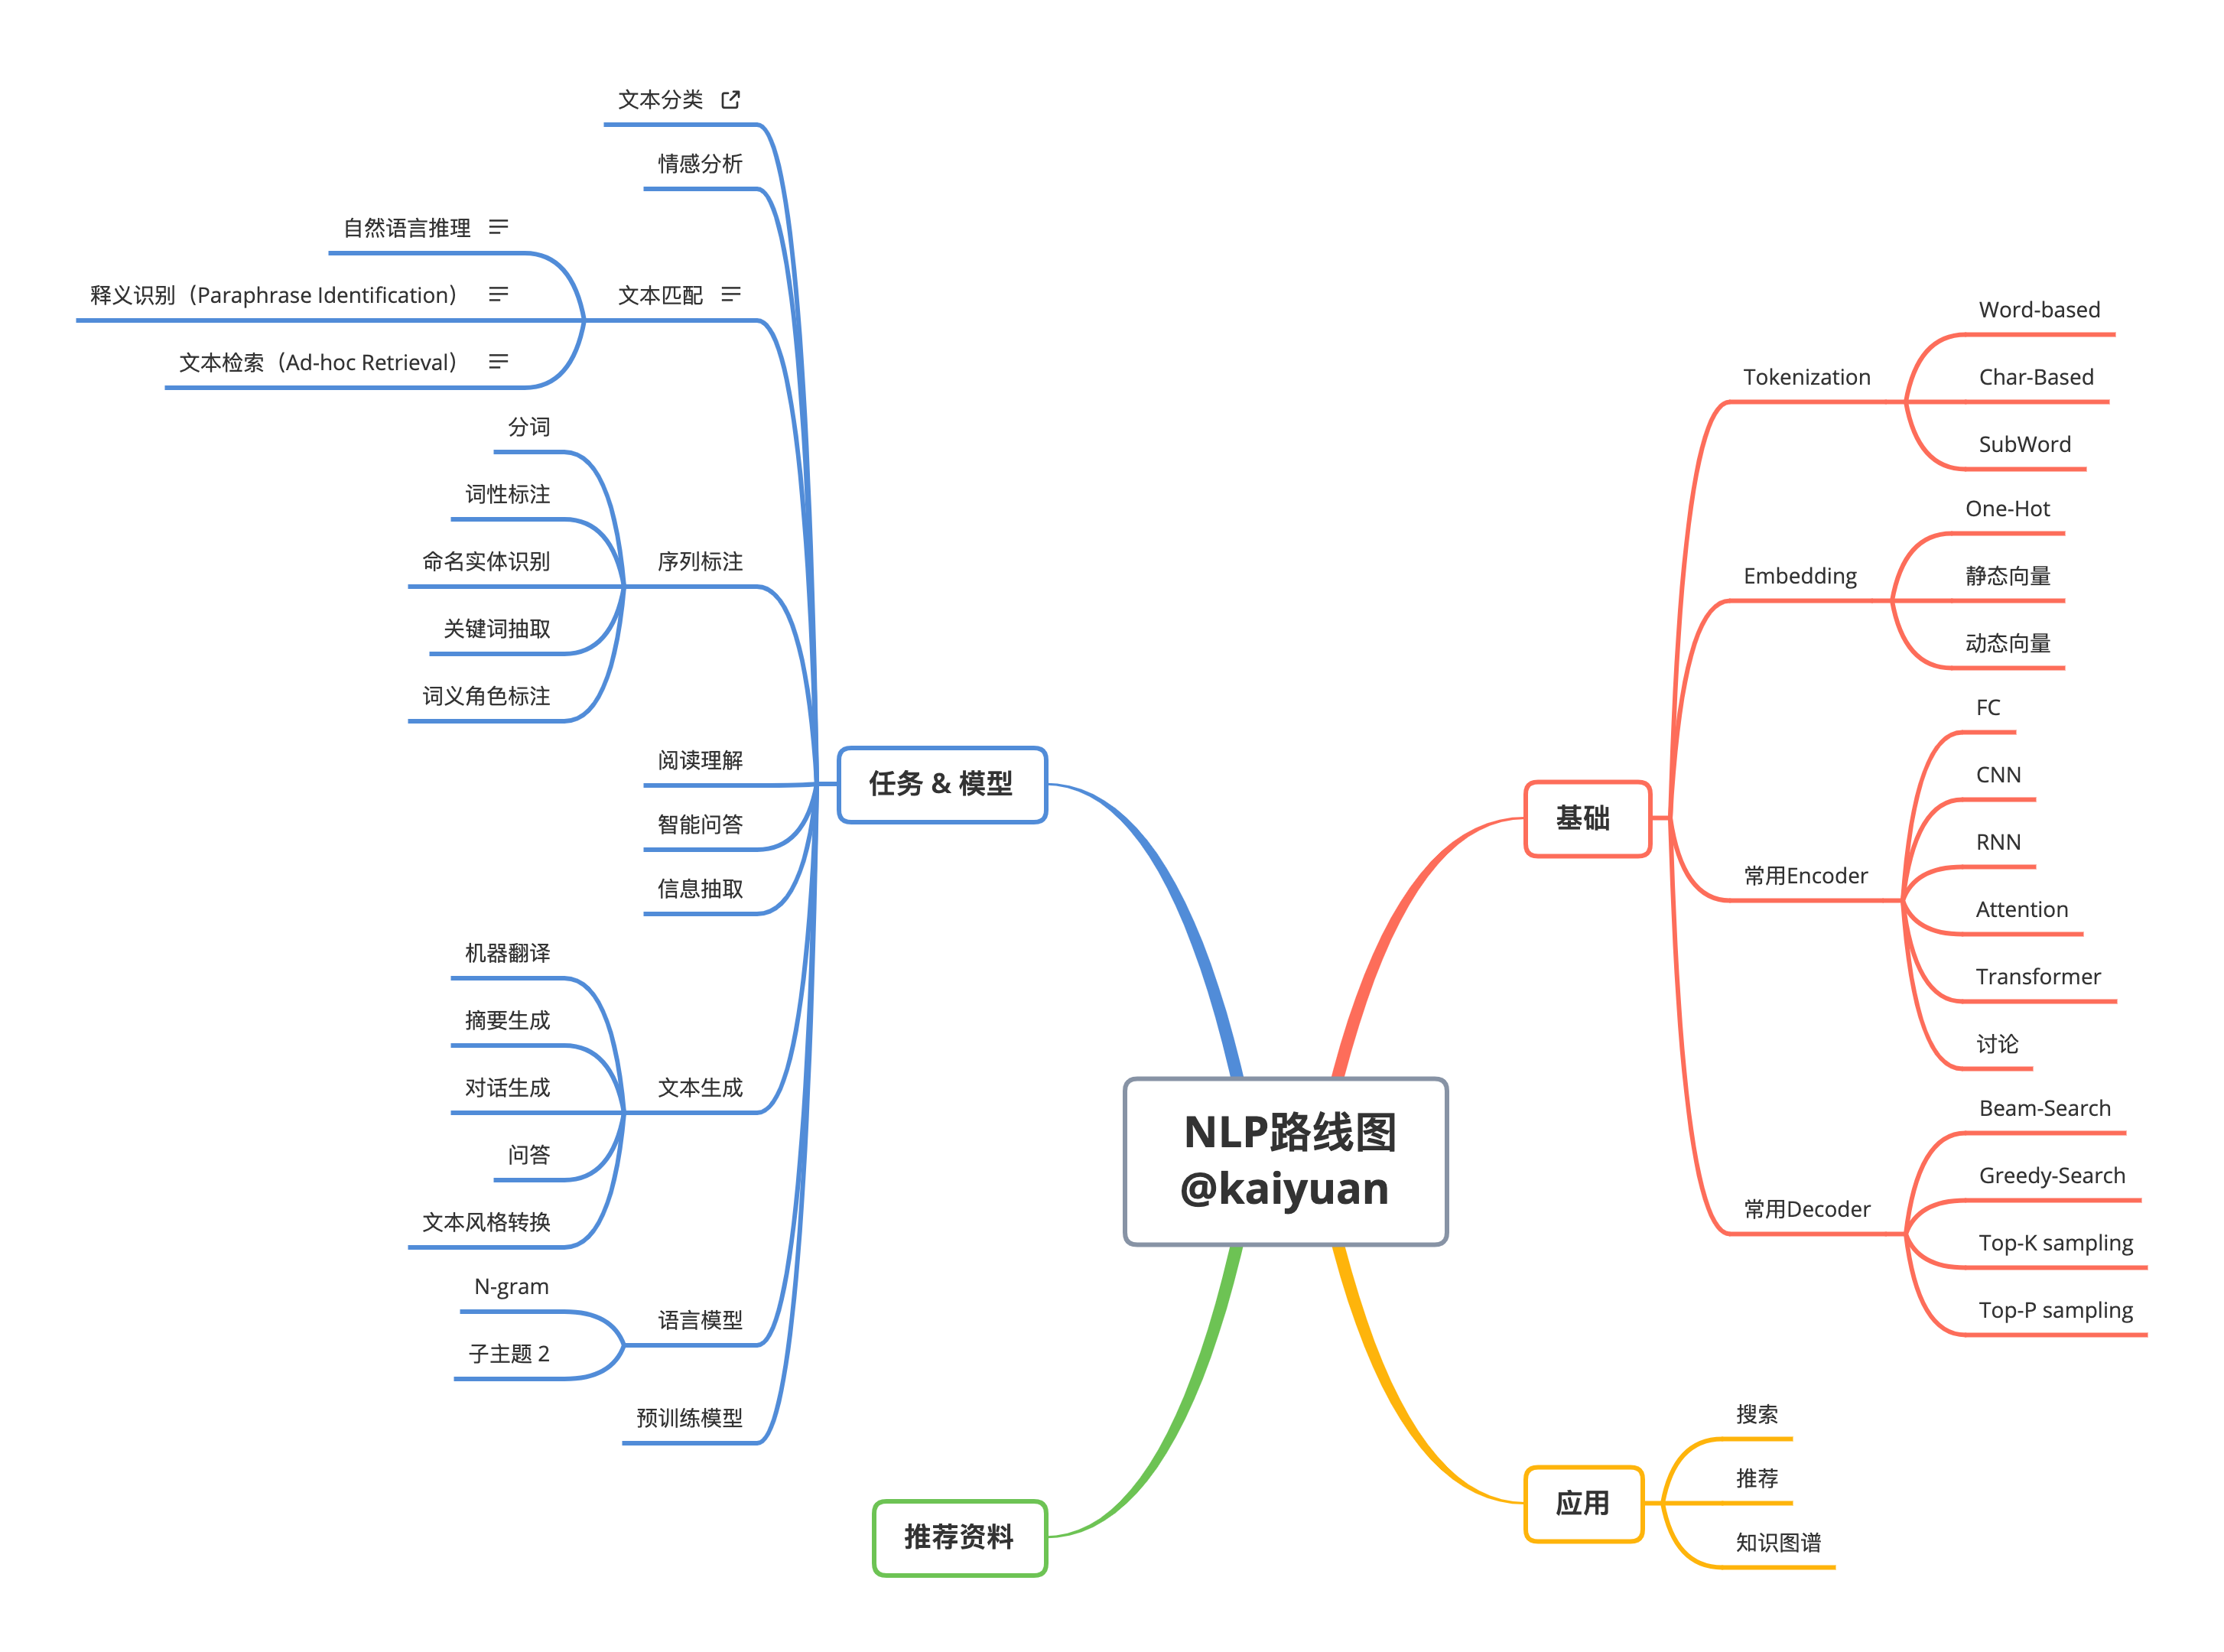 文本分类
情感分析
自然语言推理
释义识别（Paraphrase Identification）
文本匹配
文本检索（Ad-hoc Retrieval）
分词
词性标注
命名实体识别
序列标注
关键词抽取
词义角色标注
阅读理解
任务 & 模型
智能问答
信息抽取
机器翻译
摘要生成
对话生成
文本生成
问答
文本风格转换
N-gram
语言模型
子主题 2
预训练模型
推荐资料
NLP路线图
@kaiyuan
基础
Tokenization
Word-based
Char-Based
SubWord
Embedding
One-Hot
静态向量
动态向量
常用Encoder
FC
CNN
RNN
Attention
Transformer
讨论
常用Decoder
Beam-Search
Greedy-Search
Top-K sampling
Top-P sampling
应用
搜索
推荐
知识图谱